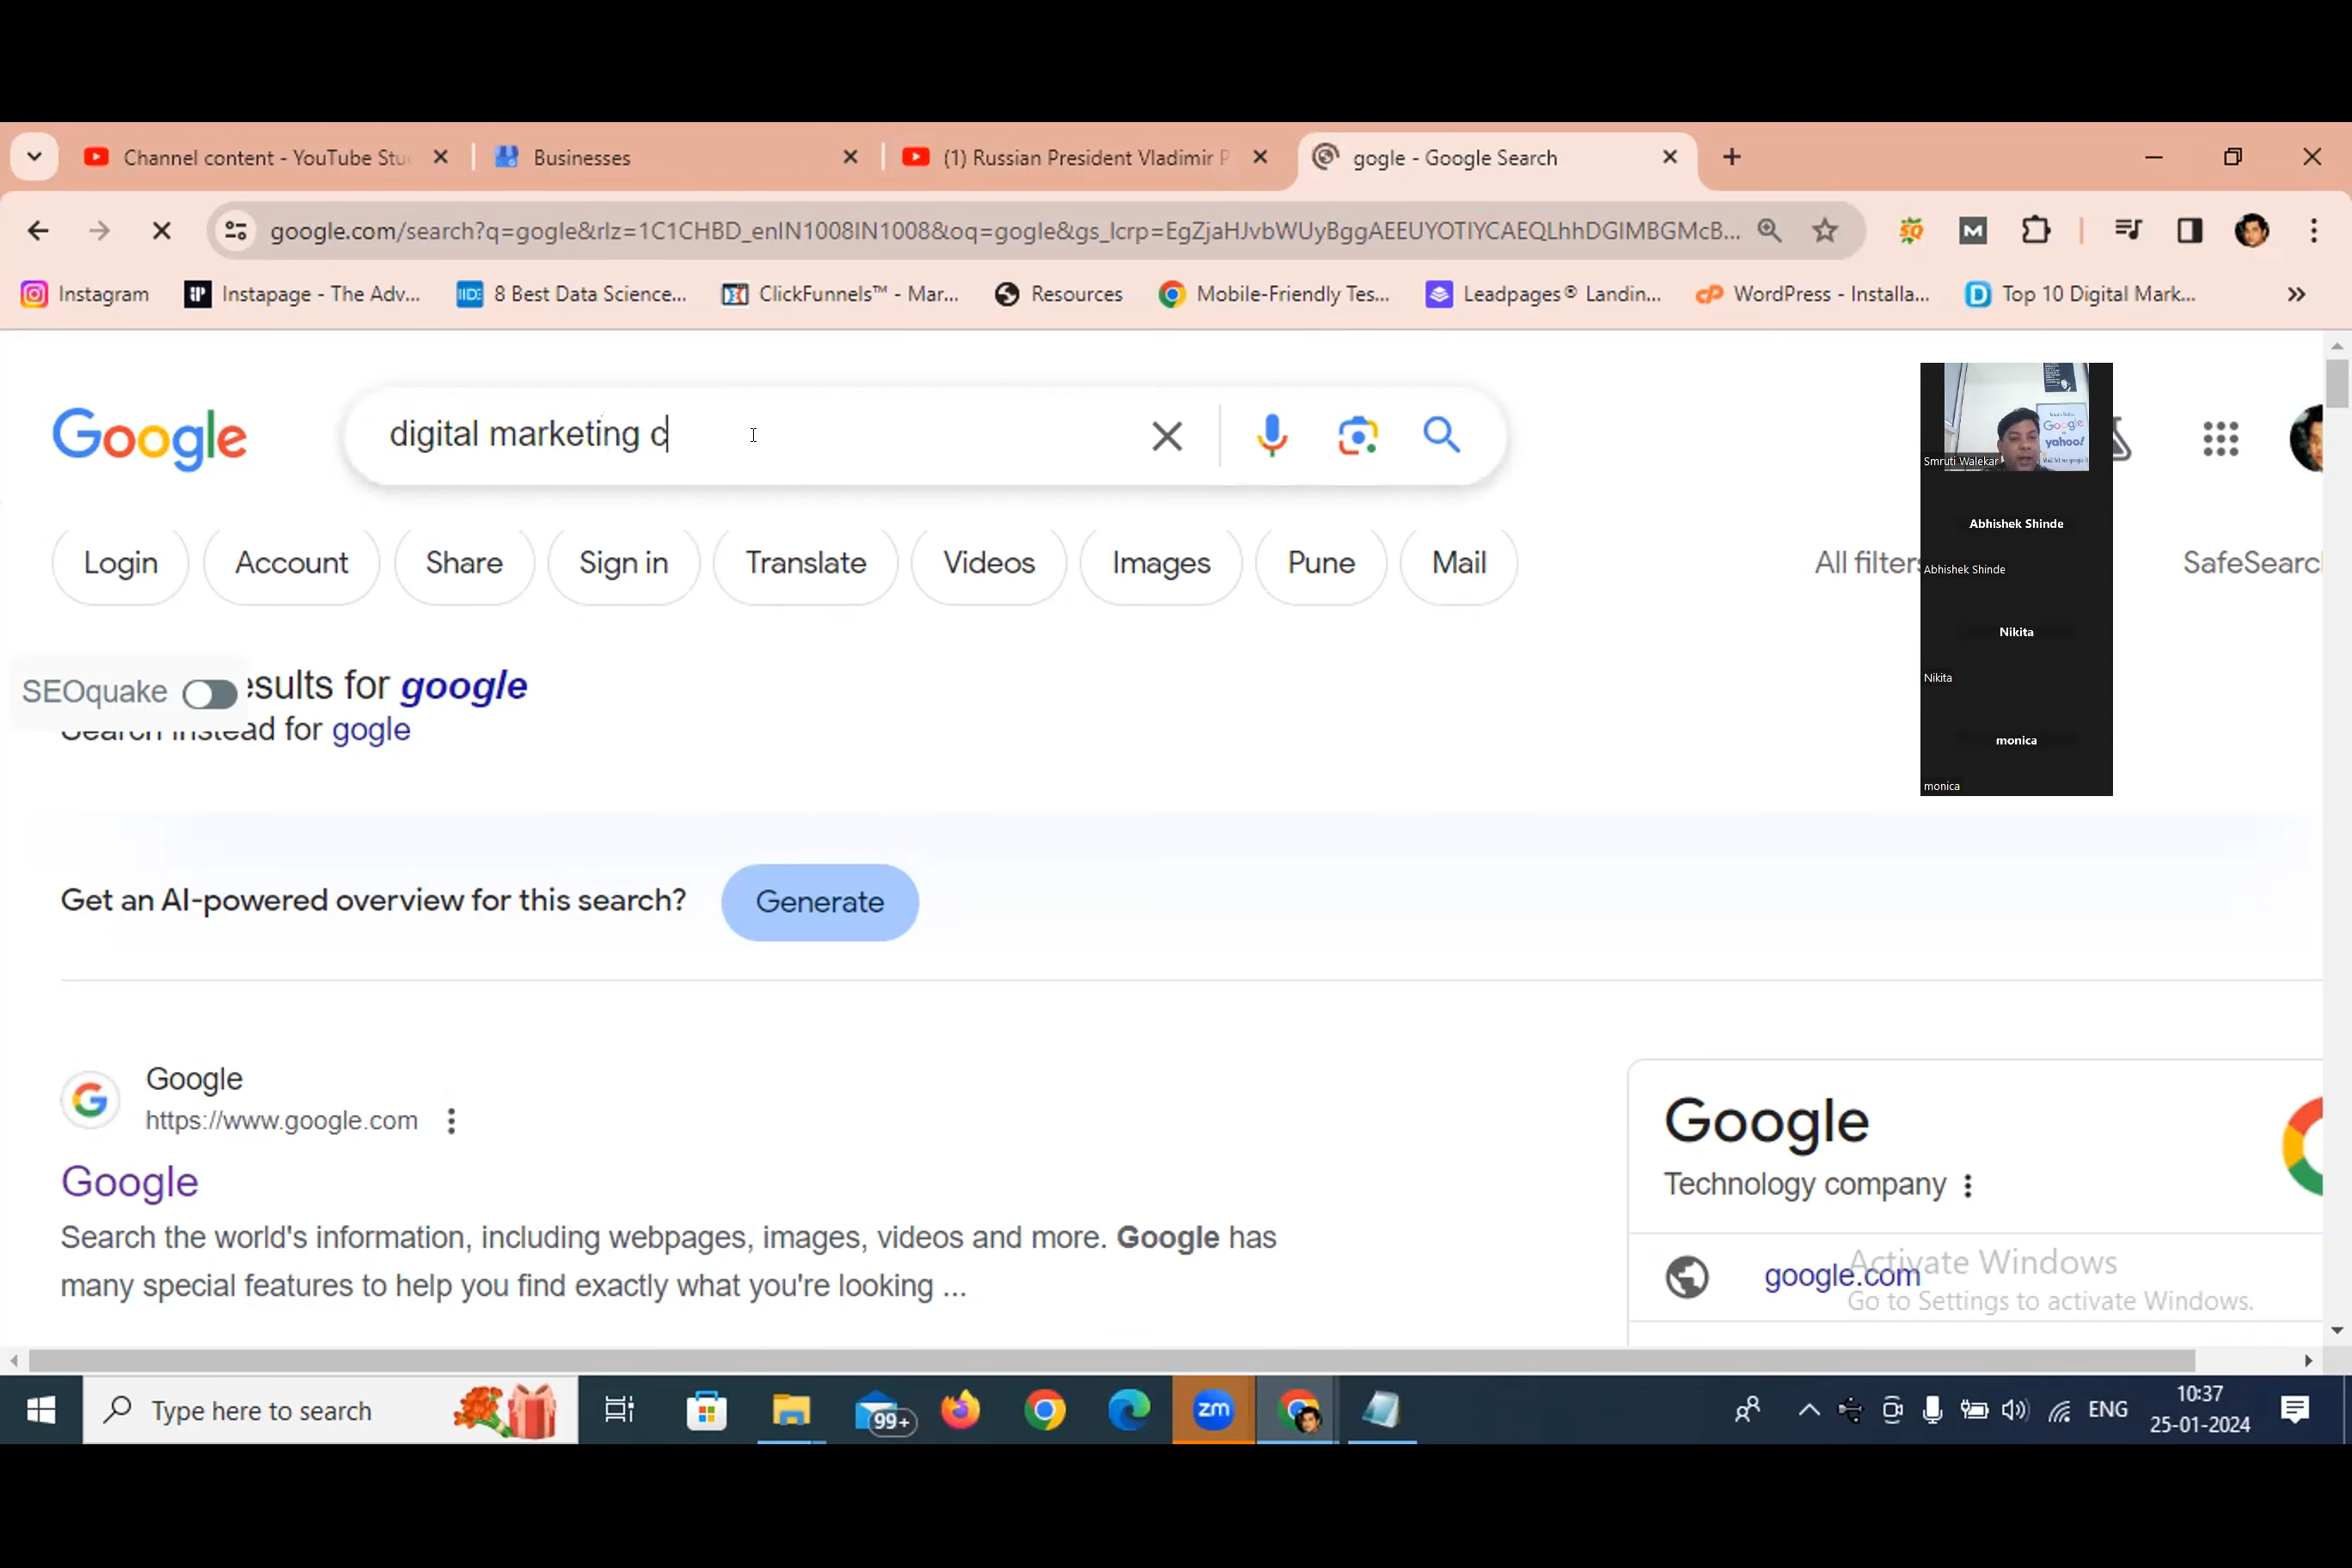 Channel content - YouTube Stu
Businesses
(1) Russian President Vladimir P
gogle - Google Search
google.com/search?q=gogle&rlz=1C1CHBD_enIN1008IN1008&oq=gogle&gs_lcrp=EgZjaHJvbWUyBggAEEUYOTIYCAEQLhhDGIMBGMcB...
Instagram
Instapage - The Adv...
8 Best Data Science...
ClickFunnels™ - Mar...
Resources
Mobile-Friendly Tes...
Leadpages® Landin...
WordPress - Installa...
Top 10 Digital Mark...
Google
digital marketing c
Google
yahoo!
Smruti Walekar
Abhishek Shinde
Abhishek Shinde
Nikita
Nikita
monica
monica
Login
Account
Share
Sign in
Translate
Videos
Images
Pune
Mail
All filters
SafeSearc
SEOquake
esults for google
Search instead for gogle
Get an AI-powered overview for this search?
Generate
Google
https://www.google.com
Google
Search the world's information, including webpages, images, videos and more. Google has
many special features to help you find exactly what you're looking ...
Google
Technology company
google.com
Activate Windows
Go to Settings to activate Windows.
Type here to search
99+
zm
ENG
10:37
25-01-2024